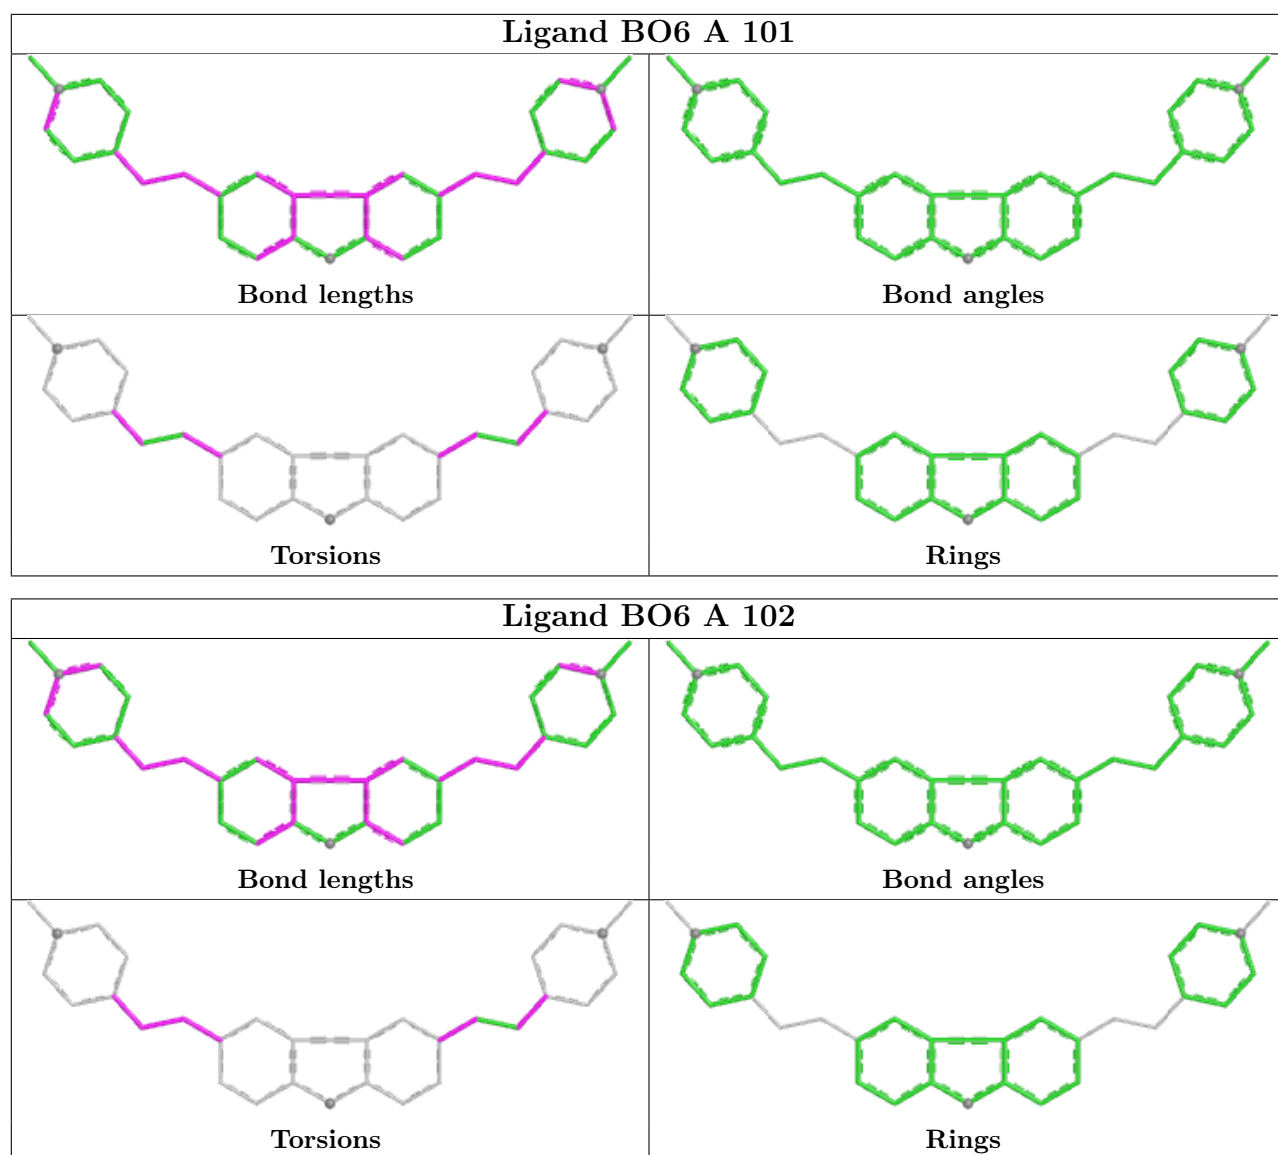 Ligand BO6 A 101
Bond lengths
Bond angles
Torsions
Rings
Ligand BO6 A 102
Bond lengths
Bond angles
Torsions
Rings